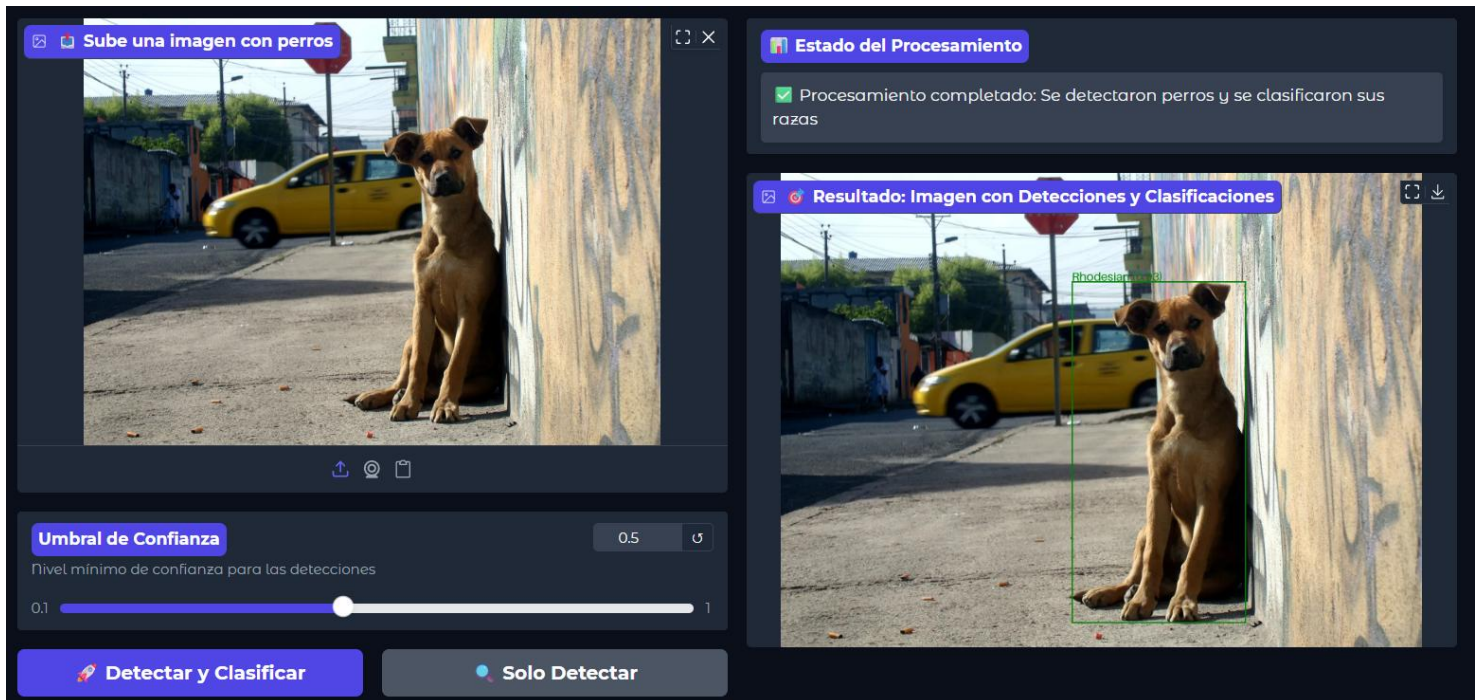 Sube una imagen con perros
Umbral de Confianza
0.5
Nivel mínimo de confianza para las detecciones
0.1
1
Detectar y Clasificar
Solo Detectar
Estado del Procesamiento
Procesamiento completado: Se detectaron perros y se clasificaron sus
razas
Resultado: Imagen con Detecciones y Clasificaciones